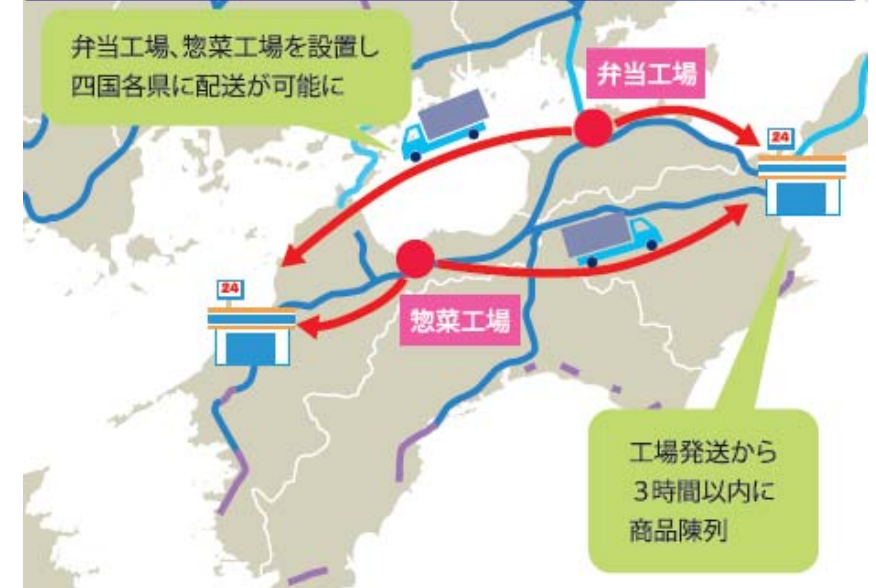 弁当工場、惣菜工場を設置し
四国各県に配送が可能に
弁当工場
24
24
惣菜工場
工場発送から
３時間以内に
商品陳列